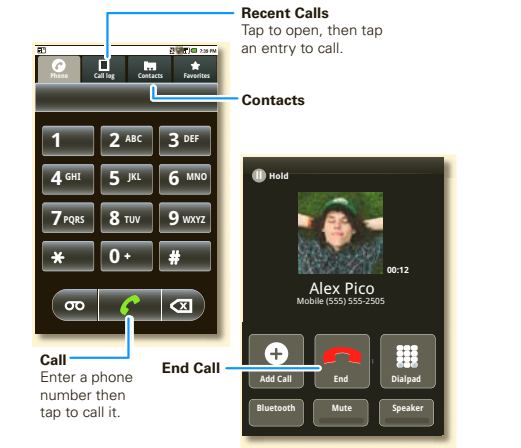 Recent Calls
Tap to open, then tap
an entry to call.
7:39 PM
Phone
Call log
Contacts
Favorites
Contacts
1
2 ABC
3 DEF
4 GHI
5 JKL
6 MNO
7 PQRS
8 TUV
9 WXYZ
*
0 +
#
Call
Enter a phone
number then
tap to call it.
Hold
00:12
Alex Pico
Mobile (555) 555-2505
End Call
Add Call
End
Dialpad
Bluetooth
Mute
Speaker